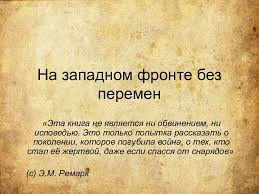 На западном фронте без
перемен
«Эта книга не является ни обвинением, ни
исповедью. Это только попытка рассказать о
поколении, которое погубила война, о тех, кто
стал её жертвой, даже если спасся от снарядов»
(с) Э.М. Ремарк